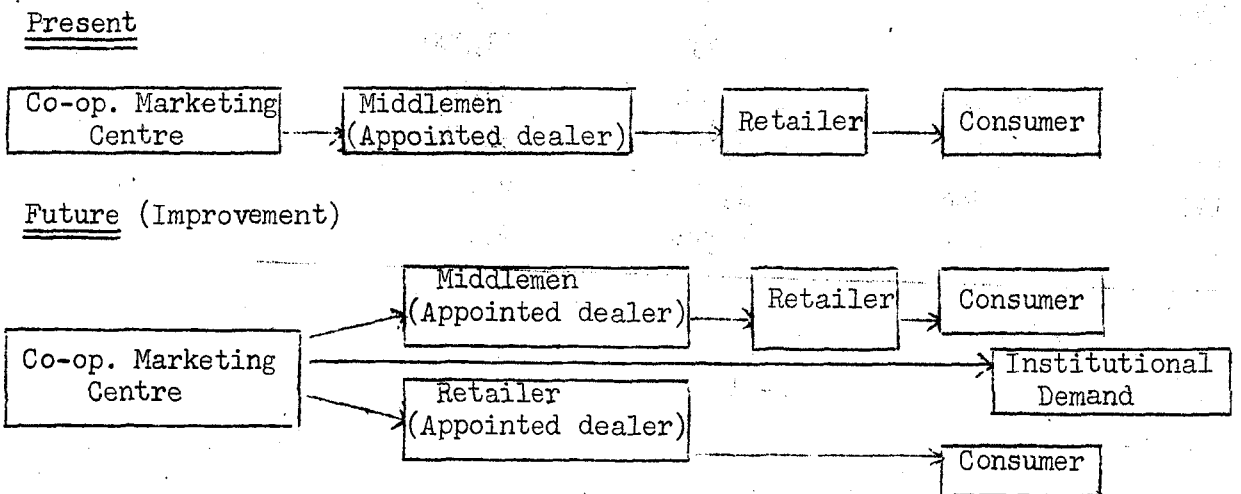 Present
Co-op. Marketing
Centre
Middlemen
(Appointed dealer)
Retailer
Consumer
Future (Improvement)
Co-op. Marketing
Centre
Middlemen
(Appointed dealer)
Retailer
Consumer
Institutional
Demand
Retailer
(Appointed dealer)
Consumer